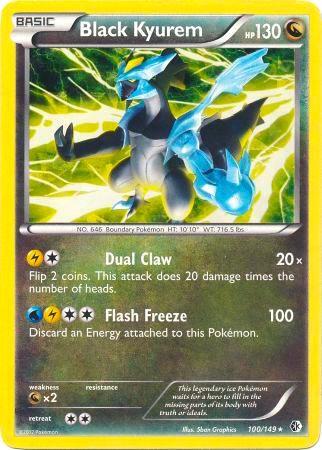 BASIC
Black Kyurem
HP130
NO. 646 Boundary Pokémon HT: 10'10" WT: 716.5 lbs
Dual Claw 20×
Flip 2 coins. This attack does 20 damage times the
number of heads.
Flash Freeze 100
Discard an Energy attached to this Pokémon.
weakness resistance
×2
This legendary ice Pokémon
waits for a hero to fill in the
missing parts of its body with
truth or ideals.
retreat
©2012 Pokémon
Illus. 5ban Graphics 100/149 ★